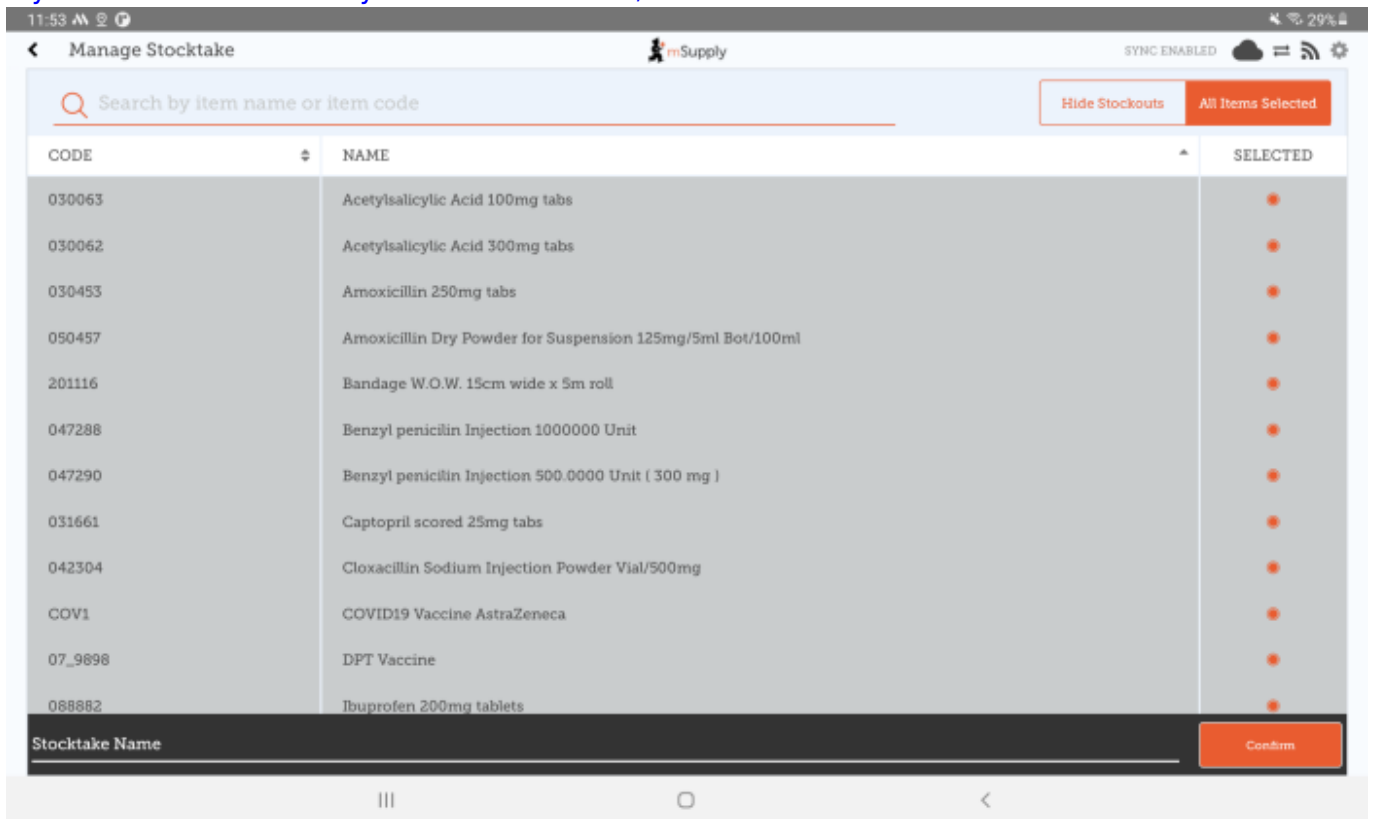 11:53 29%
Manage Stocktake mSupply SYNC ENABLED
Search by item name or item code Hide Stockouts All Items Selected
CODE NAME SELECTED
030063 Acetylsalicylic Acid 100mg tabs
030062 Acetylsalicylic Acid 300mg tabs
030453 Amoxicillin 250mg tabs
050457 Amoxicillin Dry Powder for Suspension 125mg/5ml Bot/100ml
201116 Bandage W.O.W. 15cm wide x 5m roll
047288 Benzyl penicilin Injection 1000000 Unit
047290 Benzyl penicilin Injection 500.0000 Unit ( 300 mg )
031661 Captopril scored 25mg tabs
042304 Cloxacillin Sodium Injection Powder Vial/500mg
COV1 COVID19 Vaccine AstraZeneca
07_9898 DPT Vaccine
088882 Ibuprofen 200mg tablets
Stocktake Name Confirm